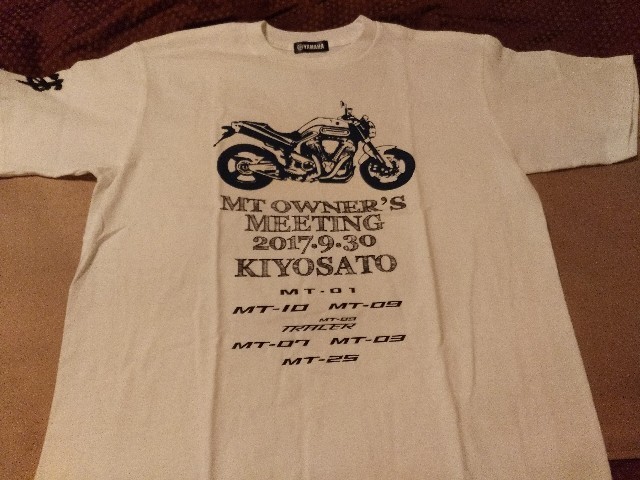 YAMAHA
MT OWNER'S
MEETING
2017.9.30
KIYOSATO
MT-01
MT-10 MT-09
MT-09
TRACER
MT-07 MT-03
MT-25